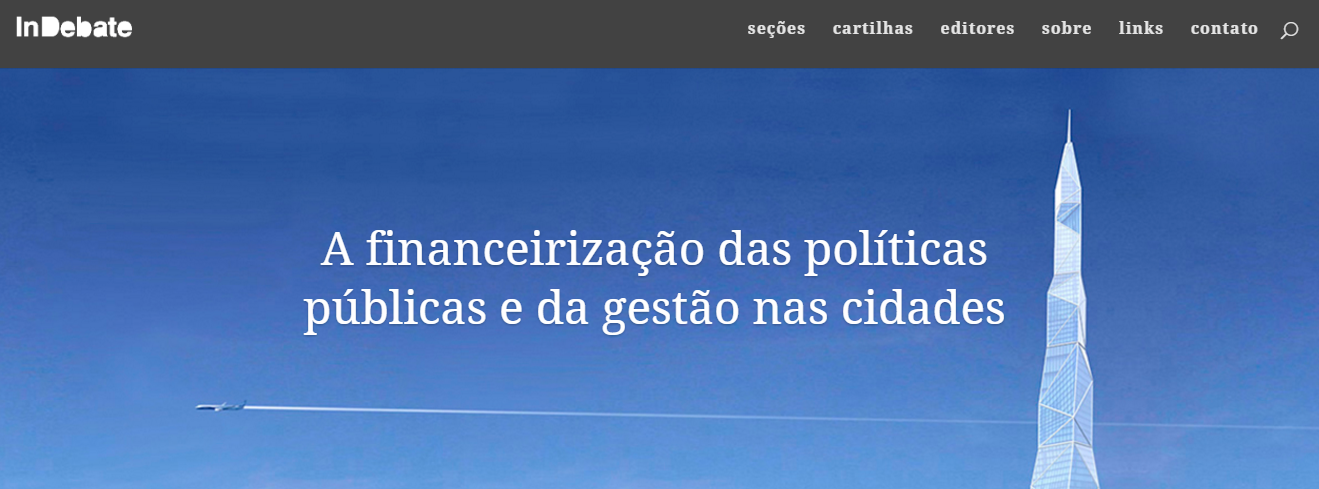 InDebate
seções cartilhas editores sobre links contato
A financeirização das políticas
públicas e da gestão nas cidades